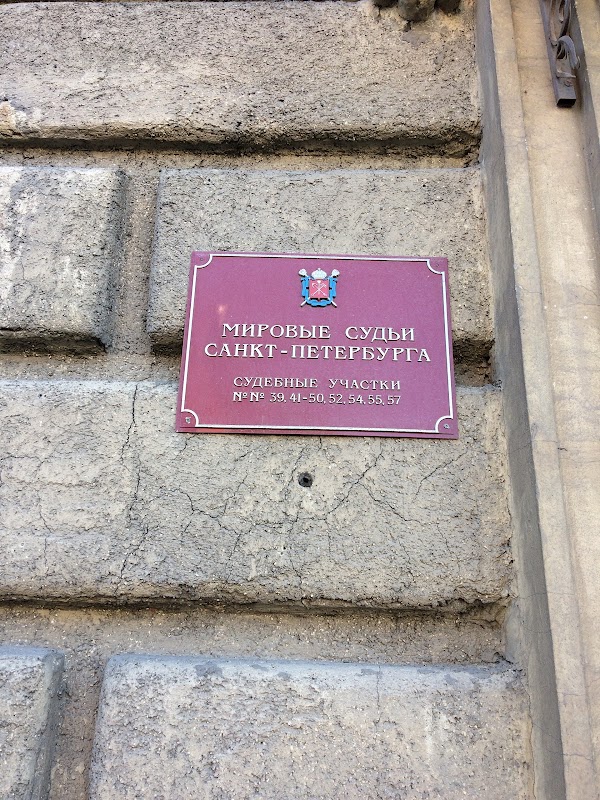 МИРОВЫЕ СУДЬИ
САНКТ-ПЕТЕРБУРГА
СУДЕБНЫЕ УЧАСТКИ
№№ 39, 41-50, 52, 54, 55, 57